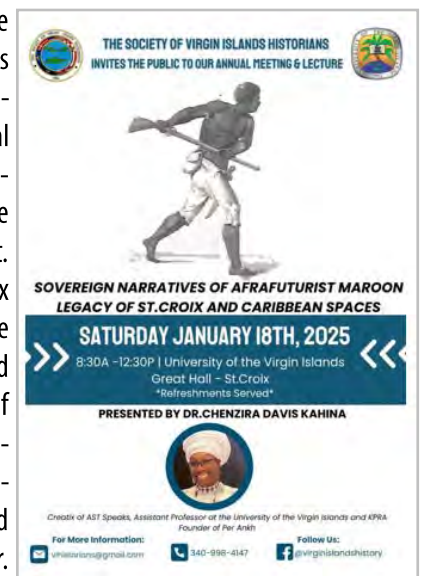 THE SOCIETY OF VIRGIN ISLANDS HISTORIANS
INVITES THE PUBLIC TO OUR ANNUAL MEETING & LECTURE
SOVEREIGN NARRATIVES OF AFRAFUTURIST MAROON
LEGACY OF ST.CROIX AND CARIBBEAN SPACES
SATURDAY JANUARY 18TH, 2025
8:30A -12:30P | University of the Virgin Islands
Great Hall - St.Croix
*Refreshments Served*
PRESENTED BY DR.CHENZIRA DAVIS KAHINA
Creatix of AST Speaks, Assistant Professor at the University of the Virgin Islands and KPRA
Founder of Per Ankh
For More Information:
vihistorians@gmail.com
340-998-4147
Follow Us:
@virginislandshistory